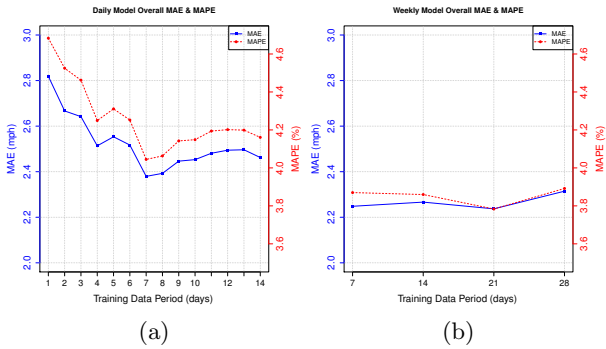 Daily Model Overall MAE & MAPE
MAE
MAPE
MAE (mph)
2.0 2.2 2.4 2.6 2.8 3.0
MAPE (%)
3.6 3.8 4.0 4.2 4.4 4.6
1 2 3 4 5 6 7 8 9 10 12 14
Training Data Period (days)
(a)
Weekly Model Overall MAE & MAPE
MAE
MAPE
MAE (mph)
2.0 2.2 2.4 2.6 2.8 3.0
MAPE (%)
3.6 3.8 4.0 4.2 4.4 4.6
7 14 21 28
Training Data Period (days)
(b)